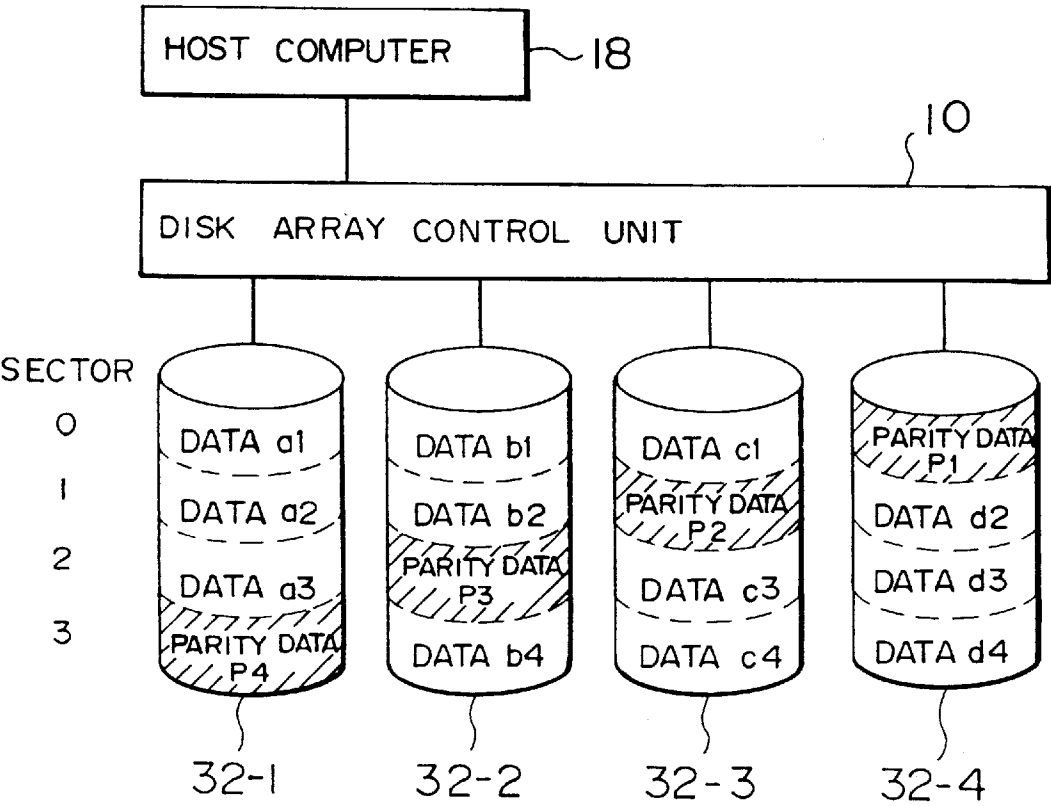 HOST COMPUTER
18
10
DISK ARRAY CONTROL UNIT
SECTOR
0
1
2
3
DATA a1
DATA a2
DATA a3
PARITY DATA
P4
DATA b1
DATA b2
PARITY DATA
P3
DATA b4
DATA c1
PARITY DATA
P2
DATA c3
DATA c4
PARITY DATA
P1
DATA d2
DATA d3
DATA d4
32-1
32-2
32-3
32-4